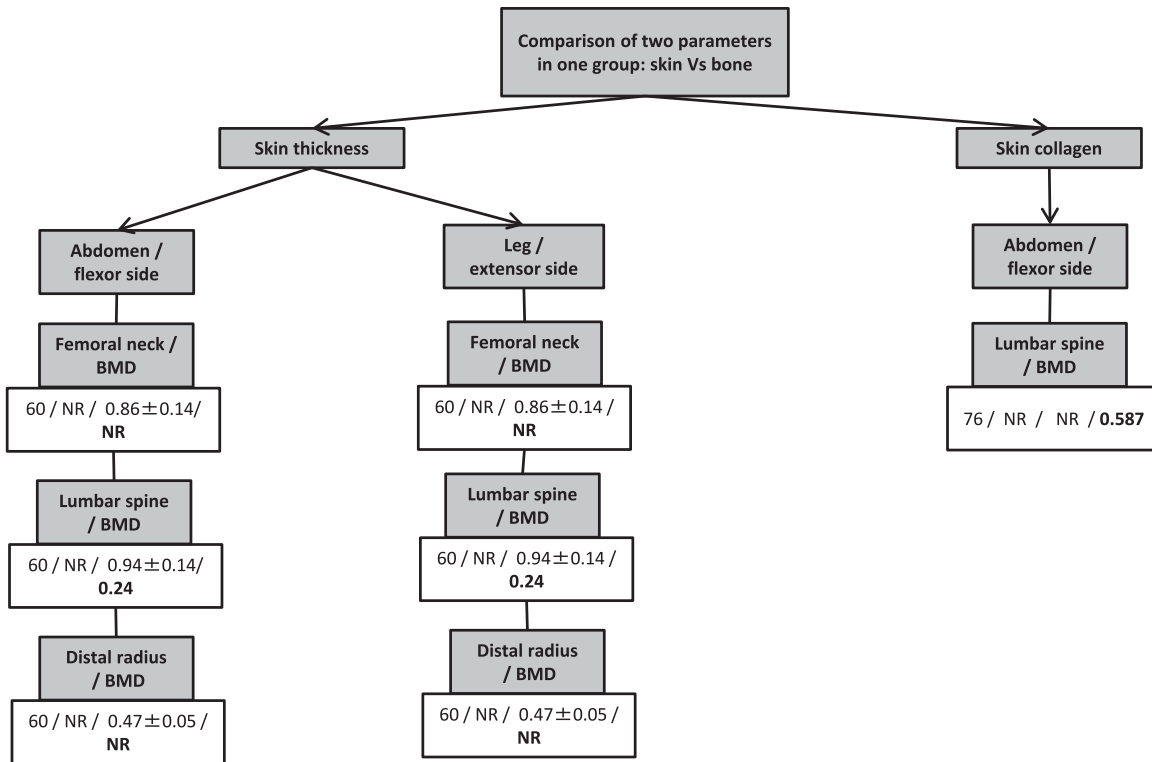 Comparison of two parameters
in one group: skin Vs bone
Skin thickness
Skin collagen
Abdomen /
flexor side
Leg /
extensor side
Abdomen /
flexor side
Femoral neck /
BMD
60 / NR / 0.86±0.14/
NR
Femoral neck
/ BMD
60 / NR / 0.86±0.14/
NR
Lumbar spine
/ BMD
76 / NR / NR / 0.587
Lumbar spine
/ BMD
60 / NR / 0.94±0.14/
0.24
Lumbar spine
/ BMD
60 / NR / 0.94±0.14 /
0.24
Distal radius
/ BMD
60 / NR / 0.47±0.05 /
NR
Distal radius
/ BMD
60 / NR / 0.47±0.05 /
NR